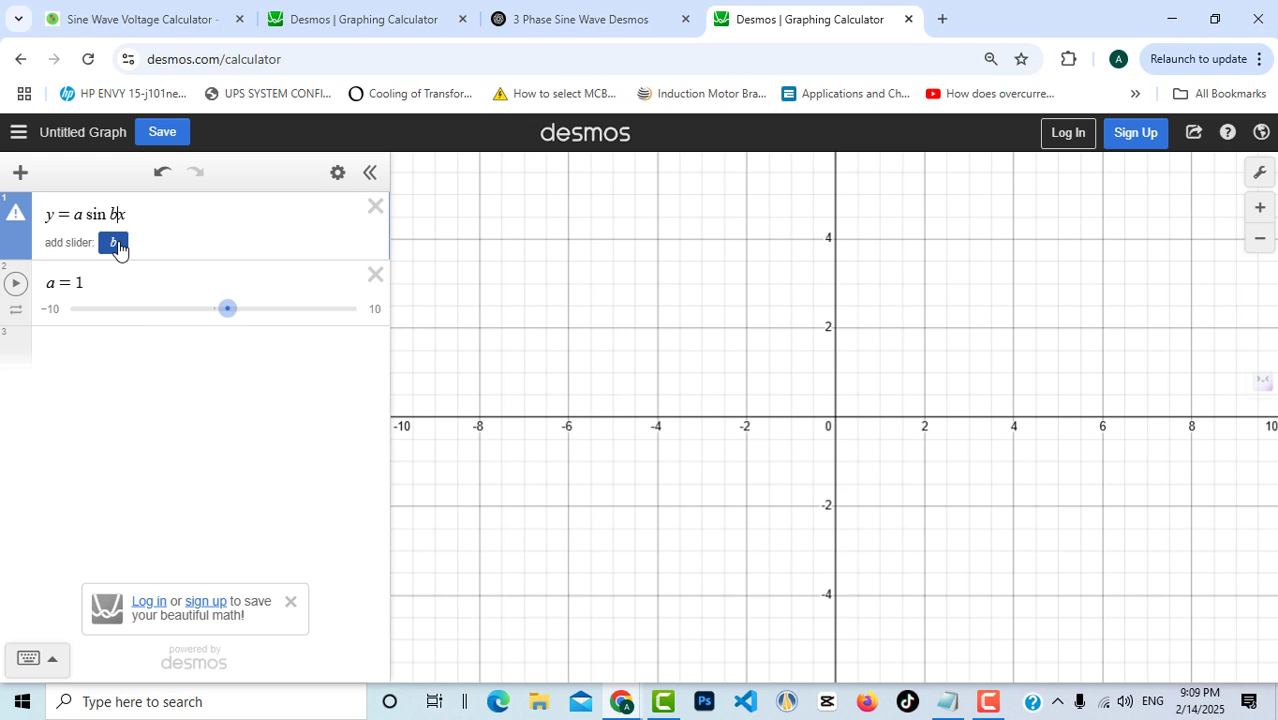 Sine Wave Voltage Calculator -
Desmos | Graphing Calculator
3 Phase Sine Wave Desmos
Desmos | Graphing Calculator
desmos.com/calculator
A
Relaunch to update
HP ENVY 15-j101ne...
UPS SYSTEM CONFI...
Cooling of Transfor...
How to select MCB...
Induction Motor Bra...
Applications and Ch...
How does overcurre...
»
All Bookmarks
Untitled Graph
Save
desmos
Log In
Sign Up
1
y = a sin bx
add slider: b
2
a = 1
−10
10
3
4
2
-10
-8
-6
-4
-2
0
2
4
6
8
10
-2
-4
Log in or sign up to save
your beautiful math!
powered by
desmos
Type here to search
Ps
ENG
9:09 PM
2/14/2025